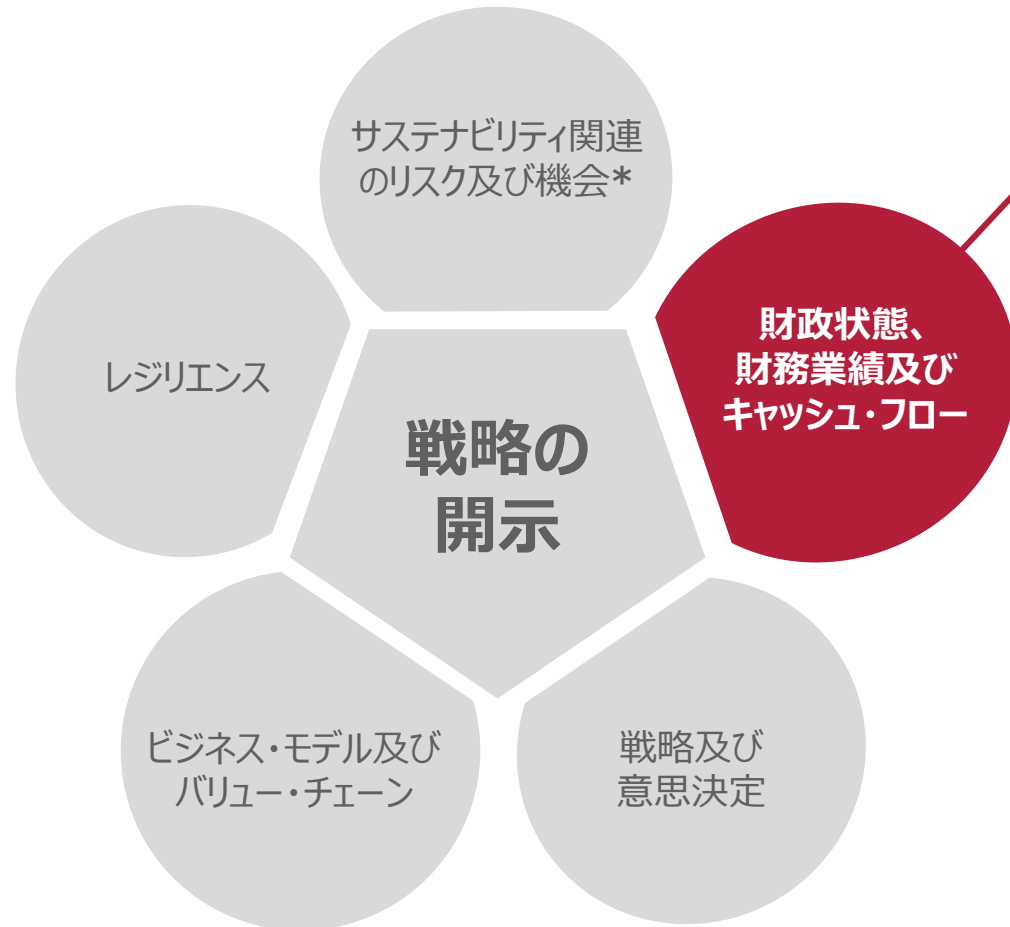 サステナビリティ関連
のリスク及び機会*
財政状態、
財務業績及び
キャッシュ・フロー
レジリエンス
戦略の
開示
ビジネス・モデル及び
バリュー・チェーン
戦略及び
意思決定